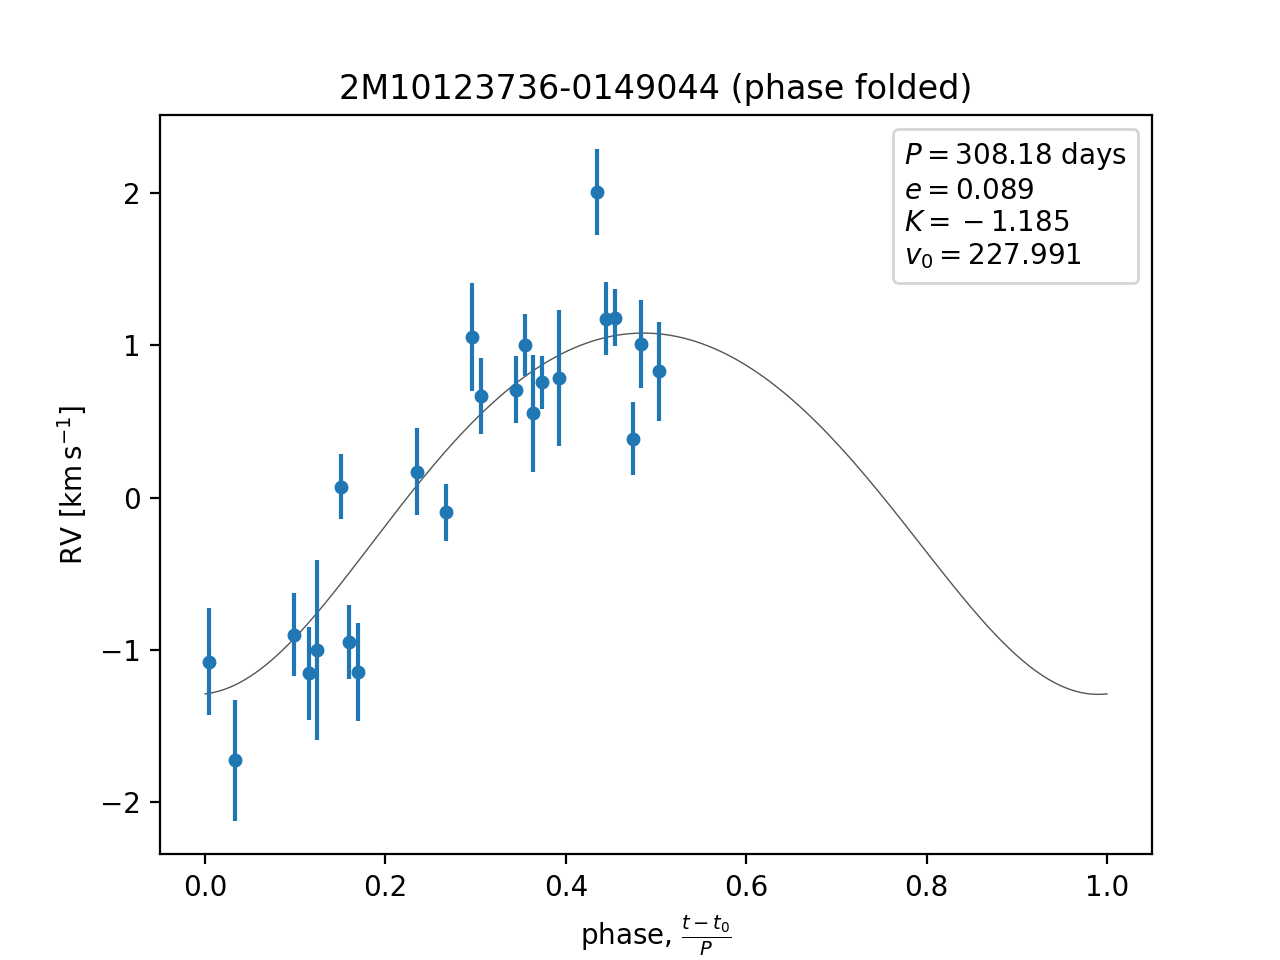 2M10123736-0149044 (phase folded)
P = 308.18 days
e = 0.089
K = −1.185
v₀ = 227.991
2
1
0
−1
−2
RV [km s⁻¹]
0.0 0.2 0.4 0.6 0.8 1.0
phase, (t − t₀)/P